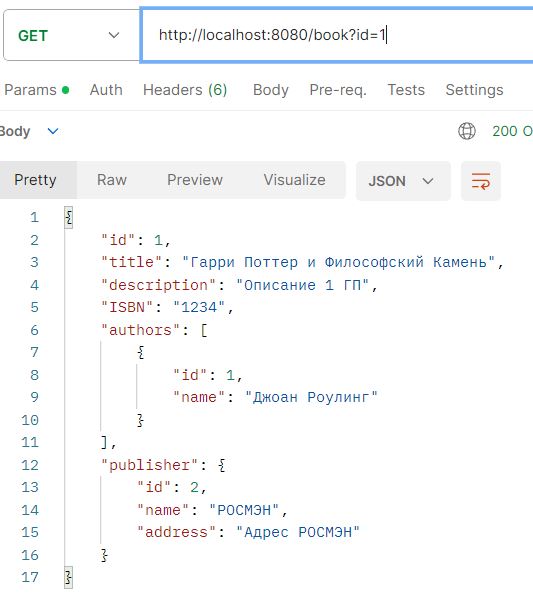 GET http://localhost:8080/book?id=1
Params Auth Headers (6) Body Pre-req. Tests Settings
Body 200 O
Pretty Raw Preview Visualize JSON
1 {
2 "id": 1,
3 "title": "Гарри Поттер и Философский Камень",
4 "description": "Описание 1 ГП",
5 "ISBN": "1234",
6 "authors": [
7 {
8 "id": 1,
9 "name": "Джоан Роулинг"
10 }
11 ],
12 "publisher": {
13 "id": 2,
14 "name": "РОСМЭН",
15 "address": "Адрес РОСМЭН"
16 }
17 }